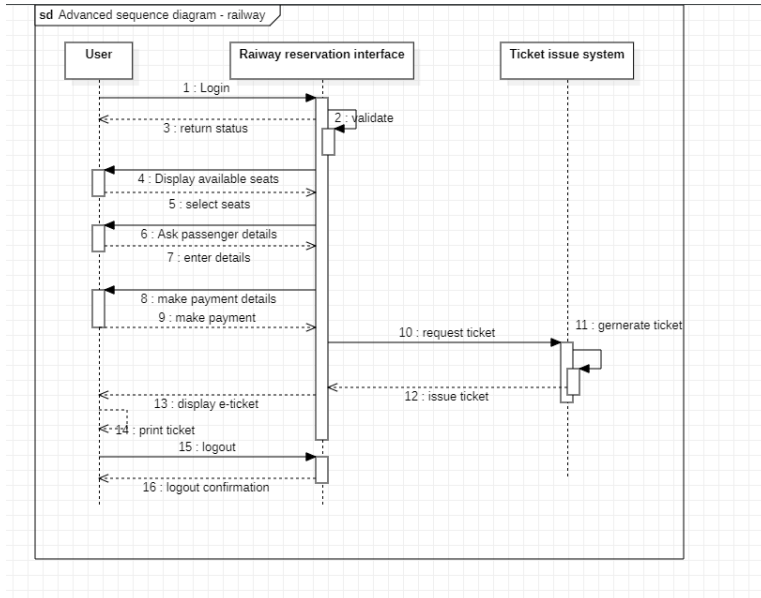 sd Advanced sequence diagram - railway
User
Raiway reservation interface
Ticket issue system
1 : Login
2 : validate
3 : return status
4 : Display available seats
5 : select seats
6 : Ask passenger details
7 : enter details
8 : make payment details
9 : make payment
10 : request ticket
11 : gernerate ticket
12 : issue ticket
13 : display e-ticket
14 : print ticket
15 : logout
16 : logout confirmation